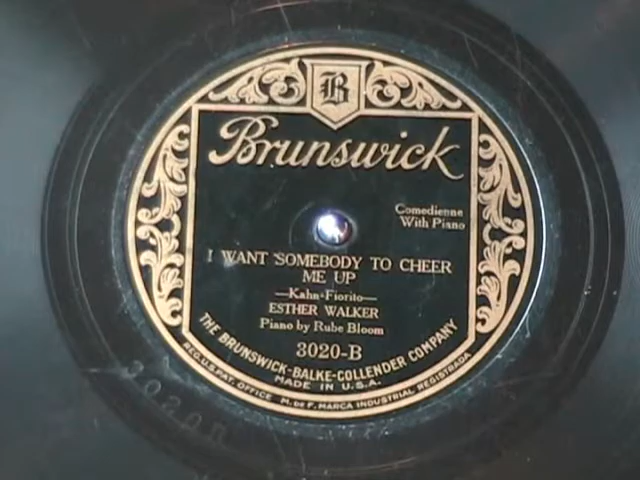 B
Brunswick
Comedienne
With Piano
I WANT SOMEBODY TO CHEER
ME UP
—Kahn-Fiorito—
ESTHER WALKER
Piano by Rube Bloom
3020-B
THE BRUNSWICK-BALKE-COLLENDER COMPANY
MADE IN U.S.A.
REG.U.S.PAT. OFFICE M. DE F. MARCA INDUSTRIAL REGISTRADA
3020B